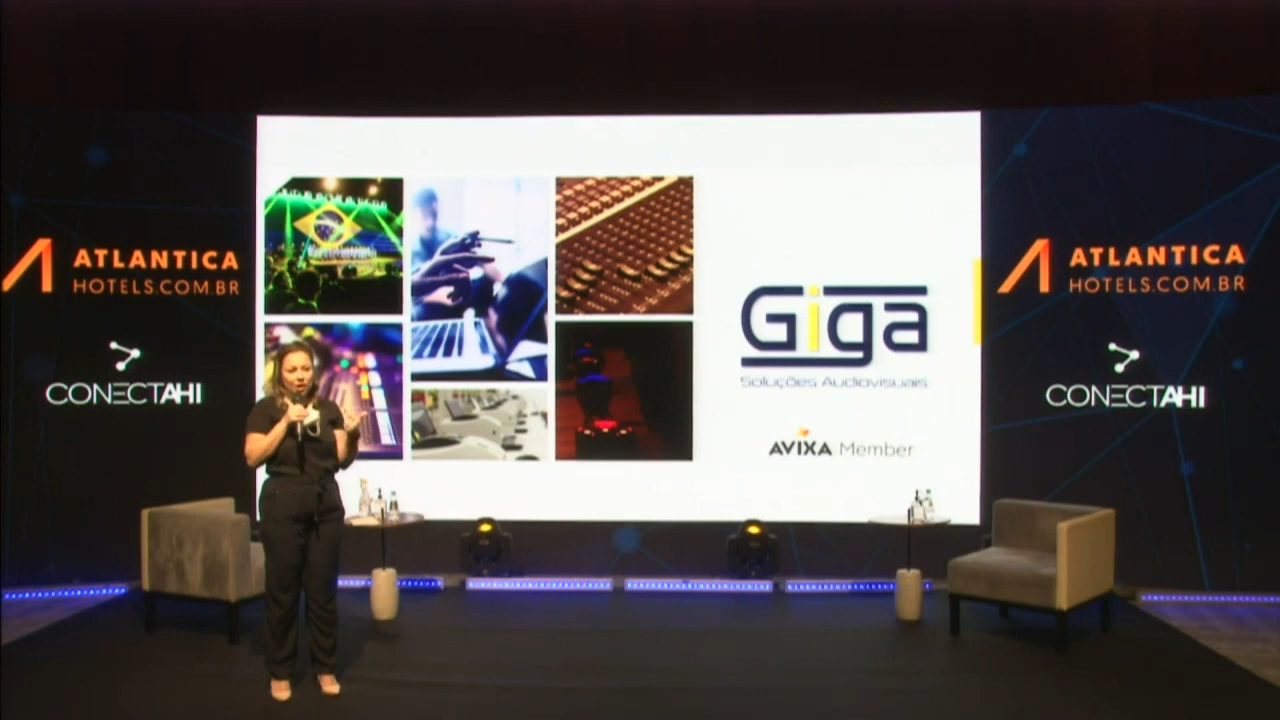 ATLANTICA
HOTELS.COM.BR
CONECTAHI
Giga
Soluções Audiovisuais
AVIXA Member
ATLANTICA
HOTELS.COM.BR
CONECTAHI